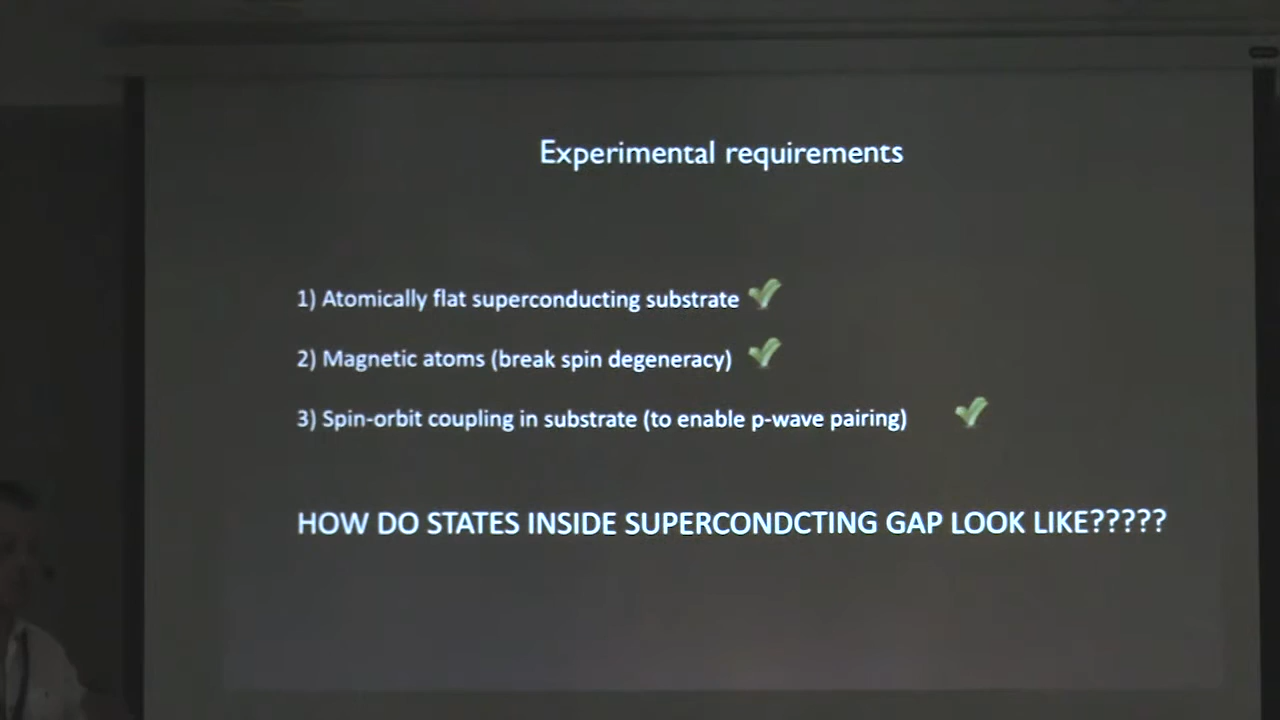 Experimental requirements
1) Atomically flat superconducting substrate
2) Magnetic atoms (break spin degeneracy)
3) Spin-orbit coupling in substrate (to enable p-wave pairing)
HOW DO STATES INSIDE SUPERCONDCTING GAP LOOK LIKE?????